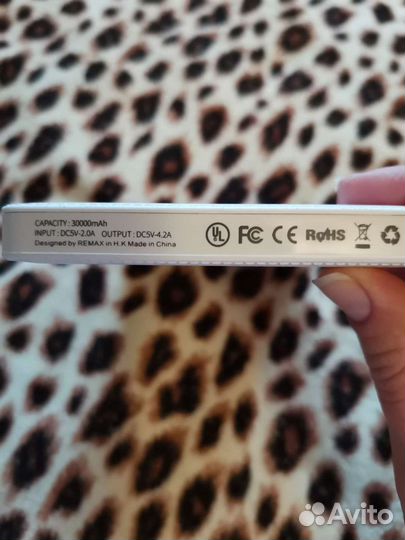 CAPACITY : 30000mAh
INPUT : DC5V-2.0A OUTPUT : DC5V-4.2A
Designed by REMAX in H.K Made in China
UL FC CE RoHS
Avito